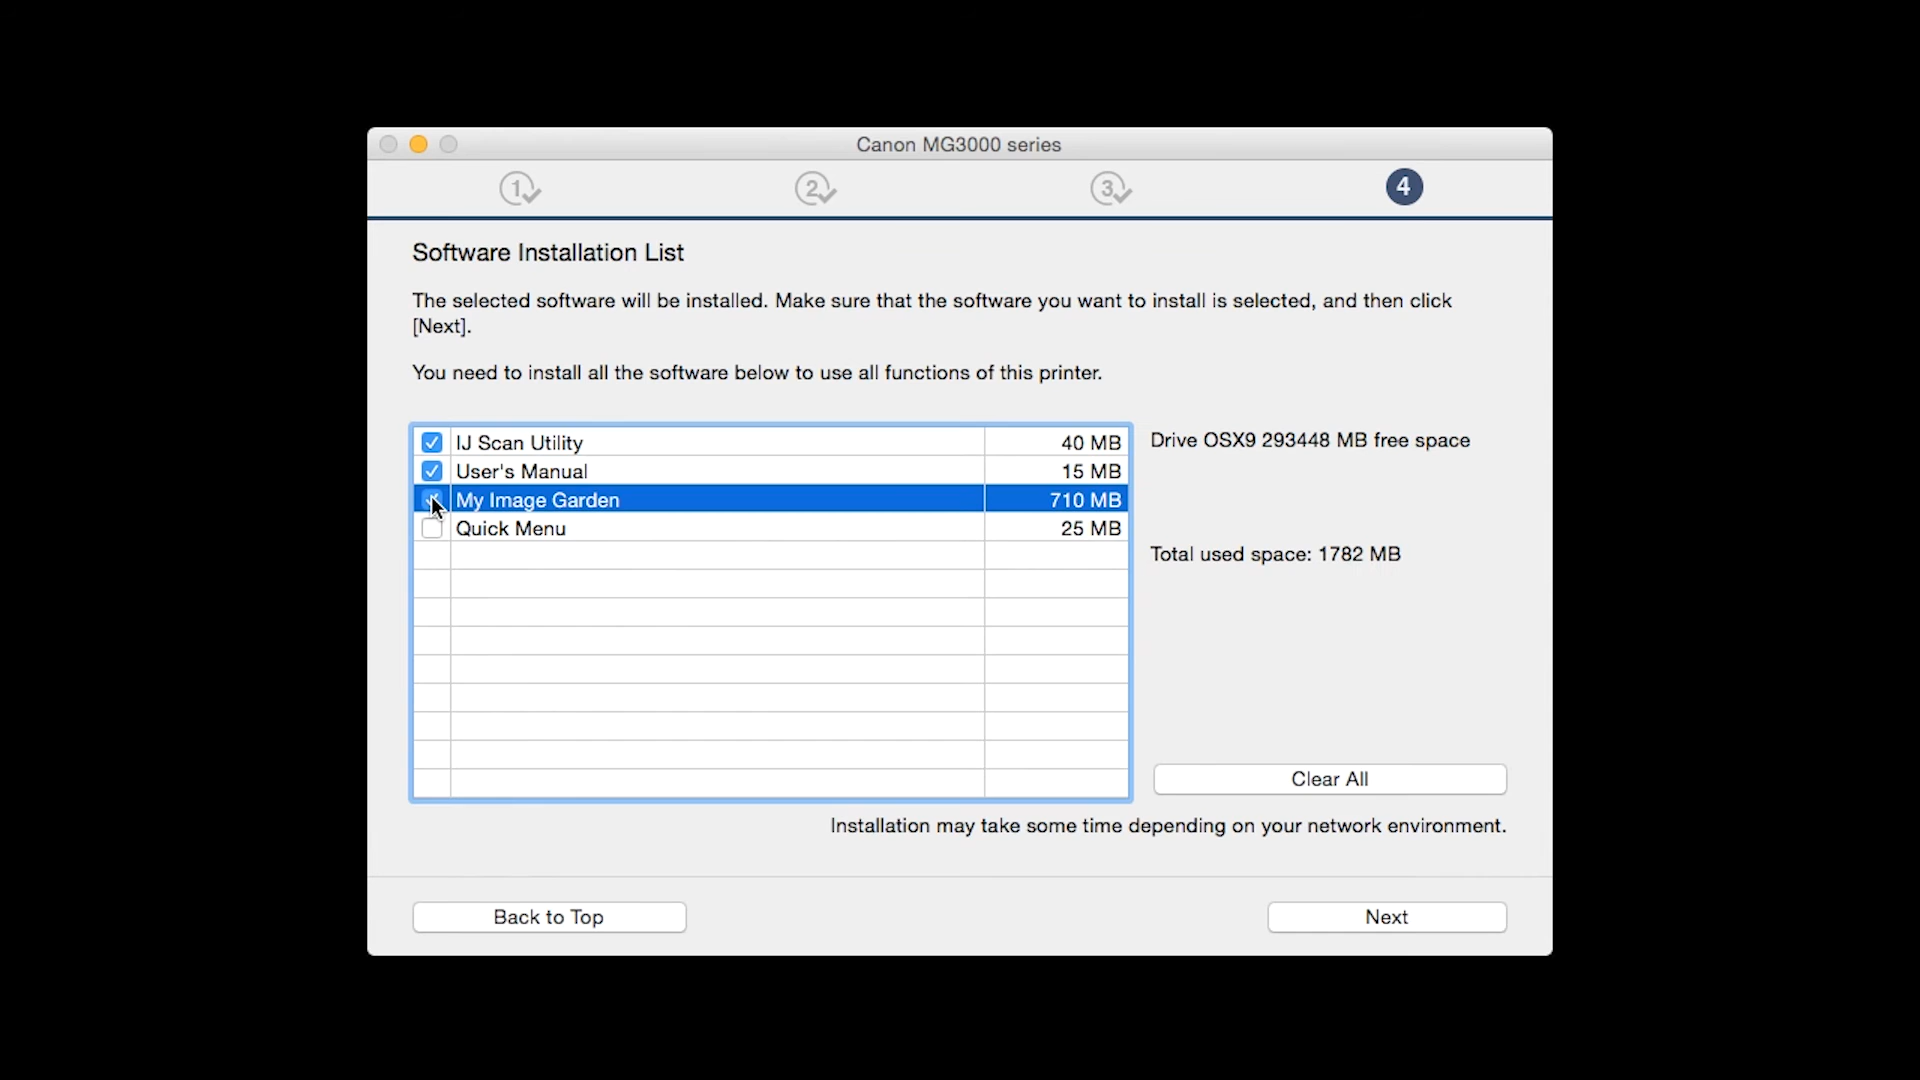 Canon MG3000 series
1 2 3 4
Software Installation List
The selected software will be installed. Make sure that the software you want to install is selected, and then click
[Next].
You need to install all the software below to use all functions of this printer.
IJ Scan Utility 40 MB
User's Manual 15 MB
My Image Garden 710 MB
Quick Menu 25 MB
Drive OSX9 293448 MB free space
Total used space: 1782 MB
Clear All
Installation may take some time depending on your network environment.
Back to Top
Next